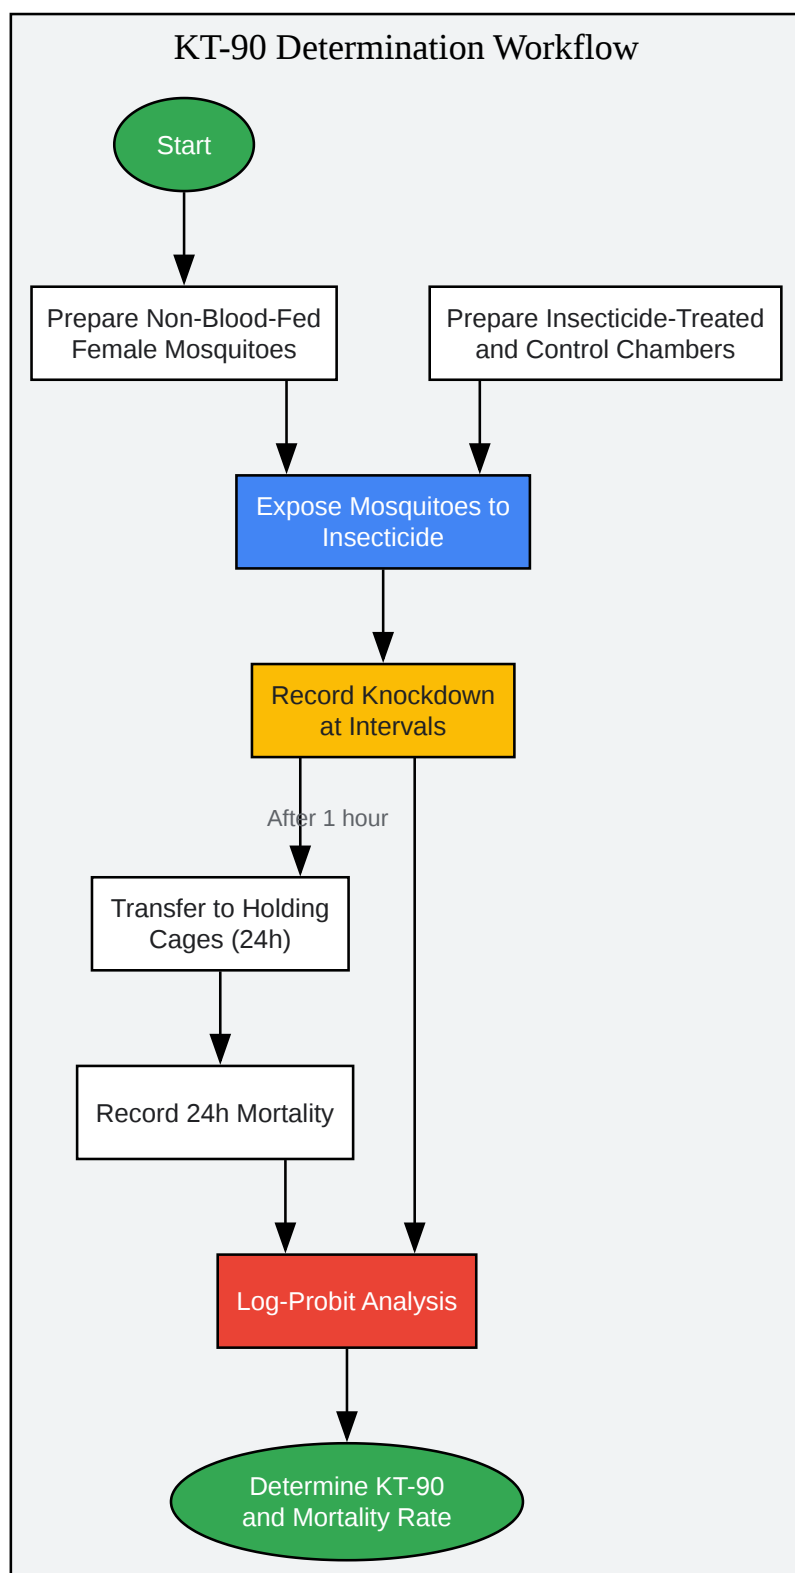 KT-90 Determination Workflow
Start
Prepare Non-Blood-Fed
Female Mosquitoes
Prepare Insecticide-Treated
and Control Chambers
Expose Mosquitoes to
Insecticide
Record Knockdown
at Intervals
After 1 hour
Transfer to Holding
Cages (24h)
Record 24h Mortality
Log-Probit Analysis
Determine KT-90
and Mortality Rate